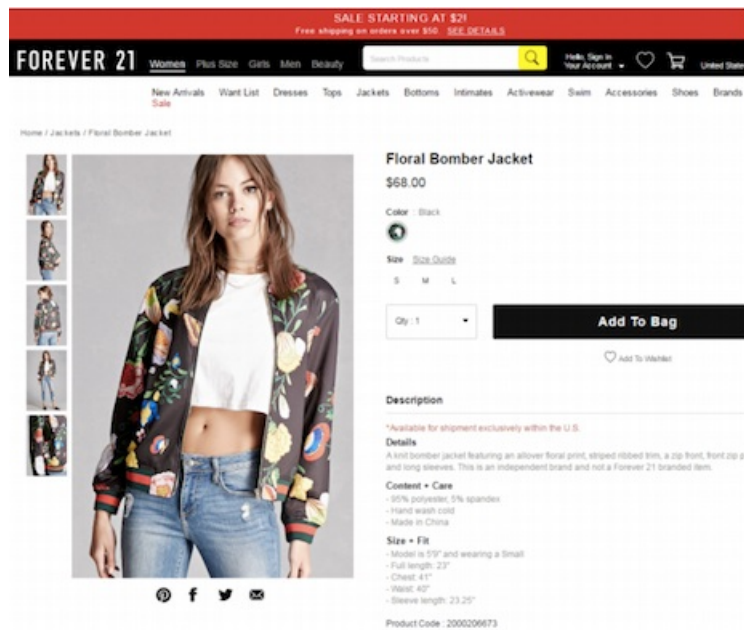 SALE STARTING AT $2!
Free shipping on orders over $50. SEE DETAILS
FOREVER 21
Women Plus Size Girls Men Beauty
Search Products
Hello, Sign In
Your Account
United State
New Arrivals Want List Dresses Tops Jackets Bottoms Intimates Activewear Swim Accessories Shoes Brands
Sale
Home / Jackets / Floral Bomber Jacket
Floral Bomber Jacket
$68.00
Color : Black
Size Size Guide
S M L
Qty : 1
Add To Bag
Add To Wishlist
Description
*Available for shipment exclusively within the U.S.
Details
A knit bomber jacket featuring an allover floral print, striped ribbed trim, a zip front, front zip p
and long sleeves. This is an independent brand and not a Forever 21 branded item.
Content + Care
- 95% polyester, 5% spandex
- Hand wash cold
- Made in China
Size + Fit
- Model is 5'9" and wearing a Small
- Full length: 23"
- Chest: 41"
- Waist: 40"
- Sleeve length: 23.25"
Product Code : 2000206673